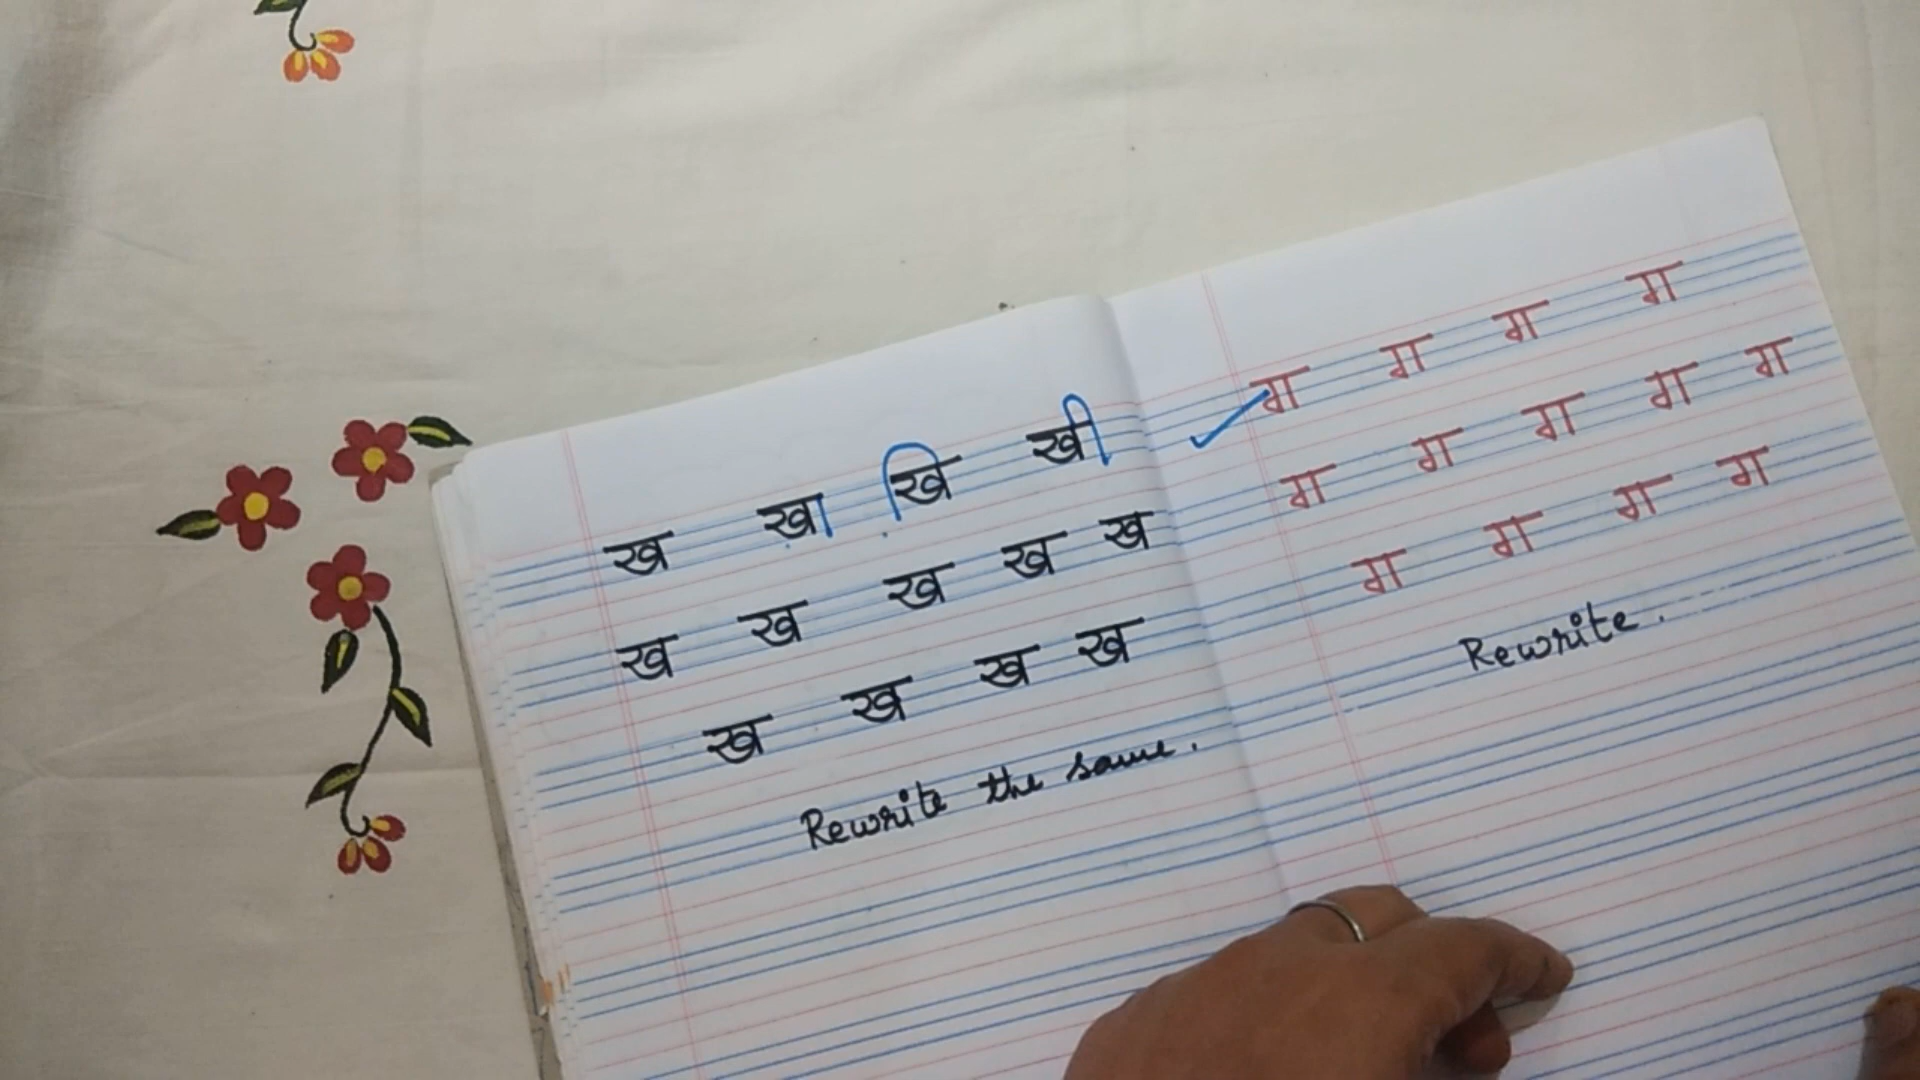 ख खा खि खी
ख ख ख ख ख
ख ख ख ख
Rewrite the same.
ग ग ग ग
ग ग ग ग ग
ग ग ग ग
Rewrite.